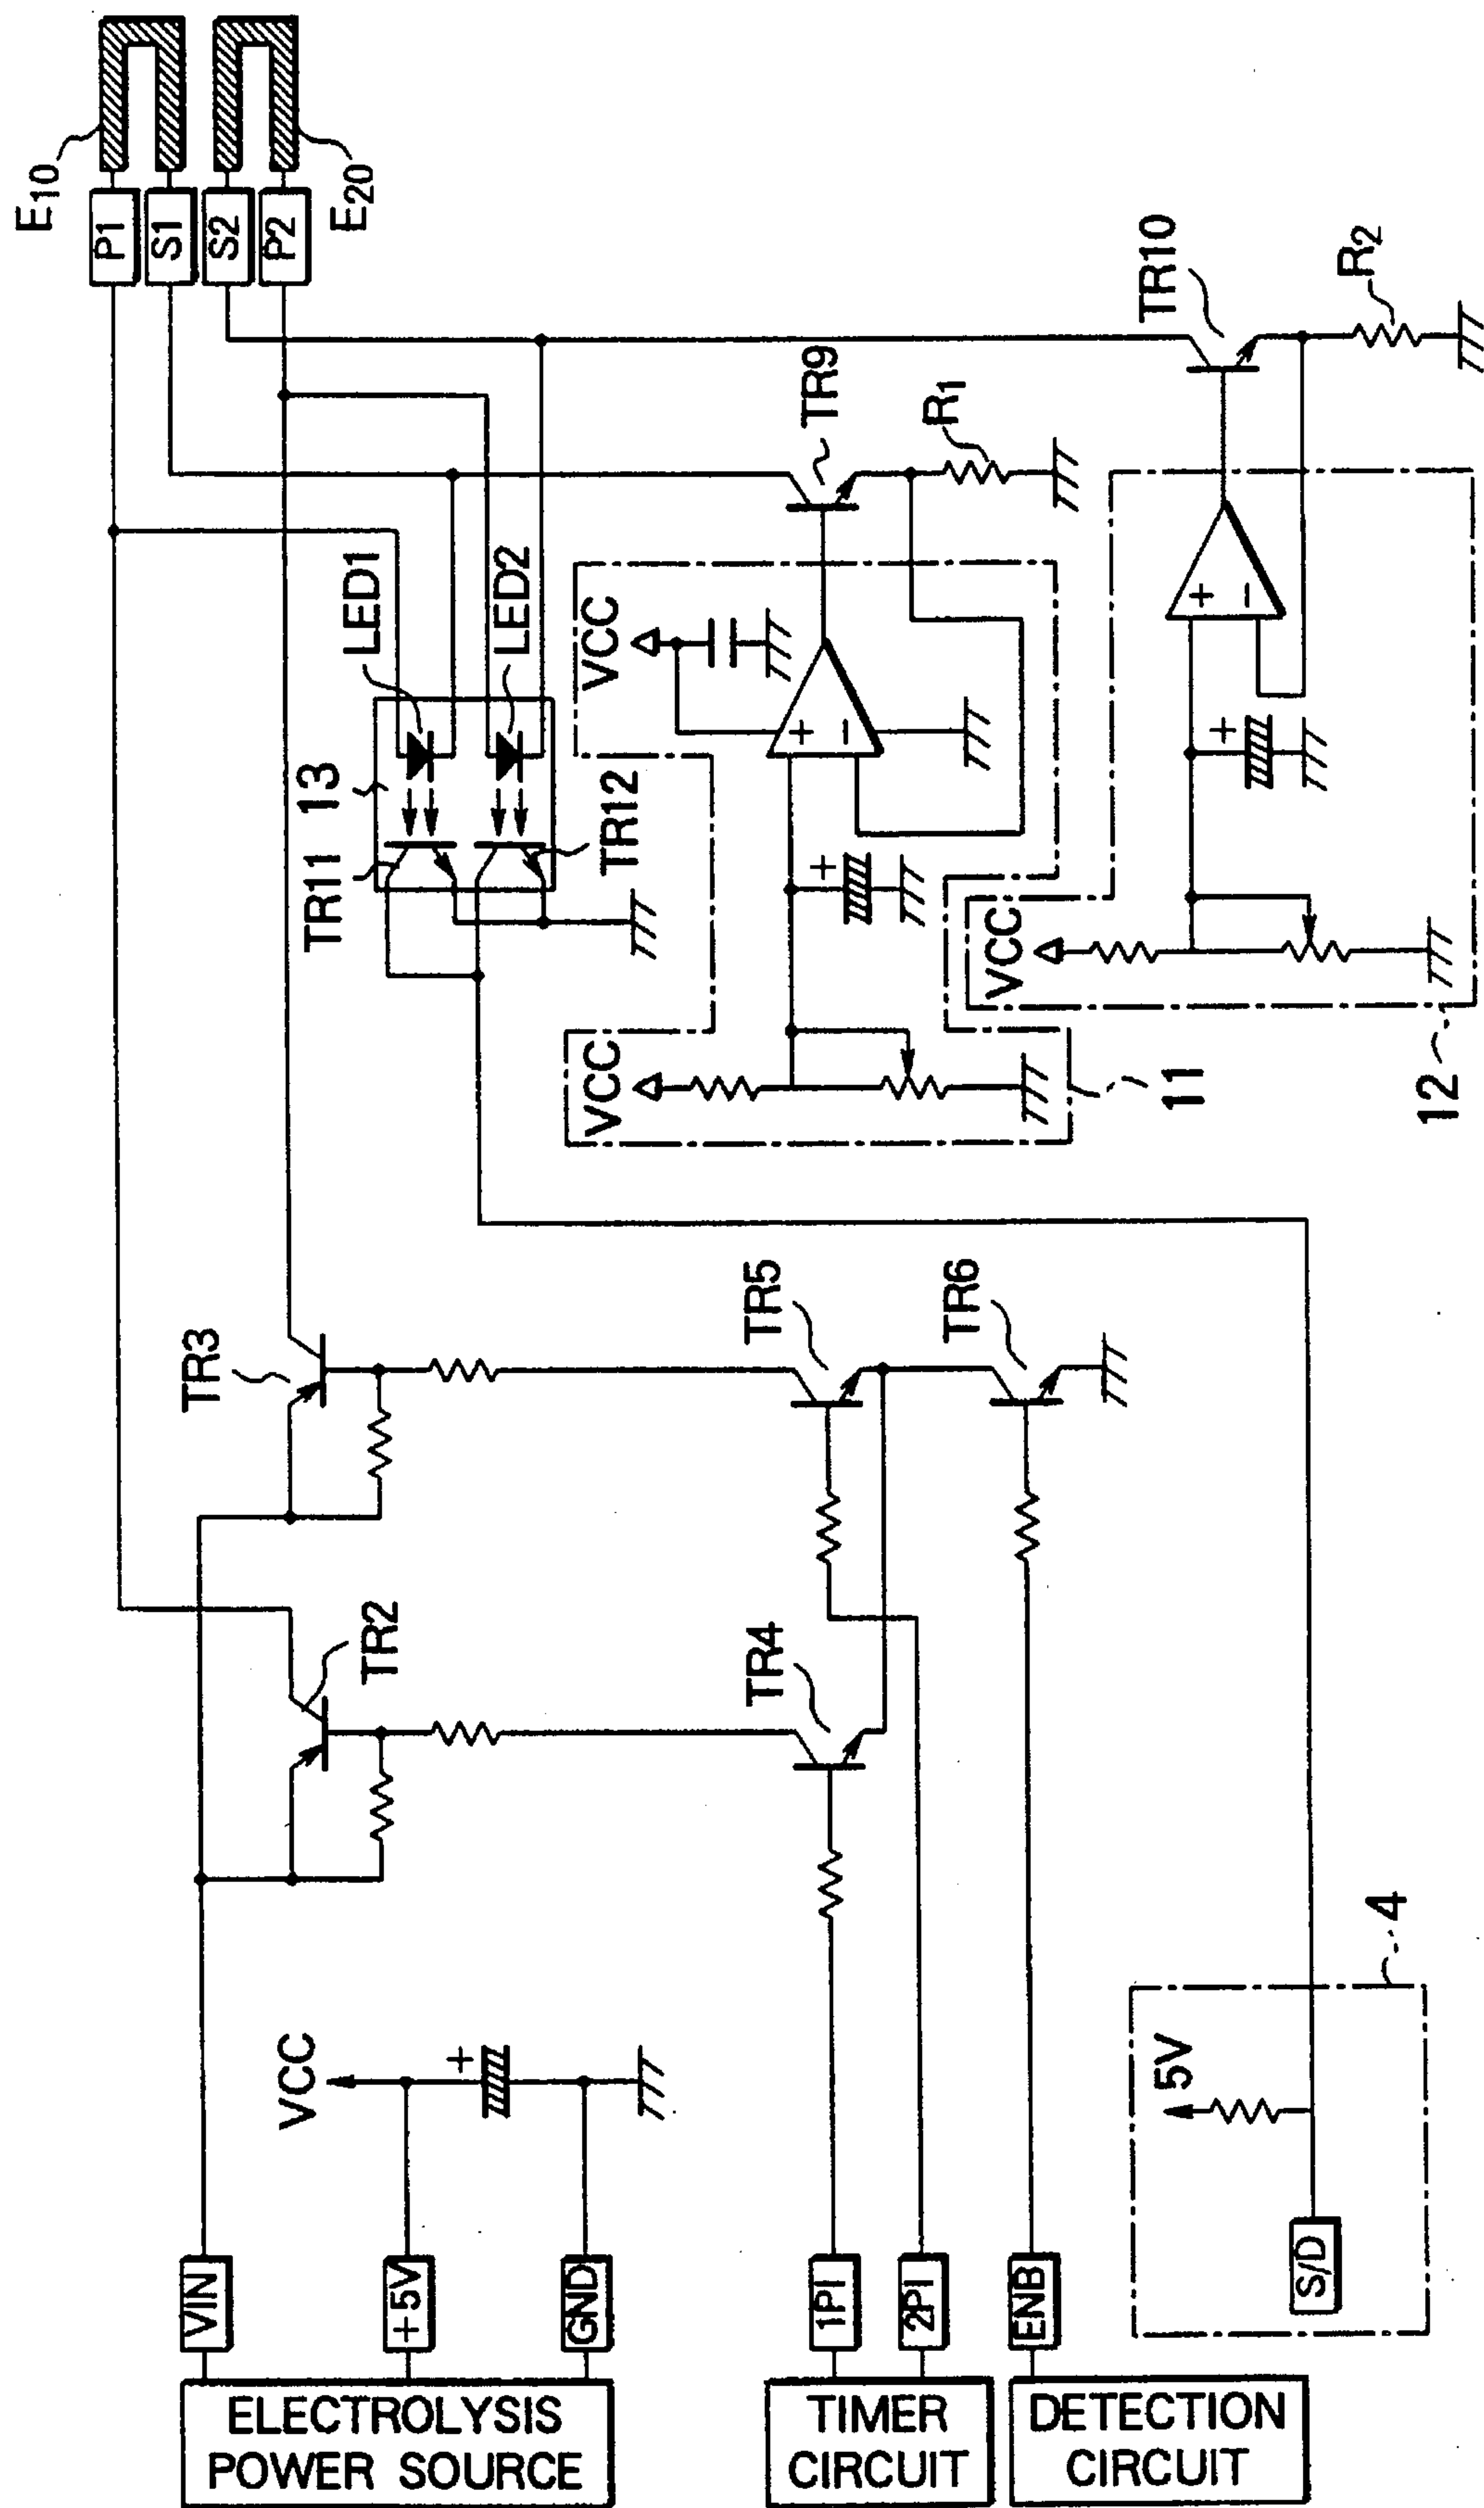 E10
P1
S1
S2
P2
E20
TR10
R2
TR9
R1
LED1
LED2
VCC
+
−
+
−
13
TR11
TR12
+
+
VCC
VCC
11
12
TR3
TR5
TR6
TR2
TR4
VCC
+
5V
4
VIN
+5V
GND
1PI
2PI
ENB
S/D
ELECTROLYSIS
POWER SOURCE
TIMER
CIRCUIT
DETECTION
CIRCUIT